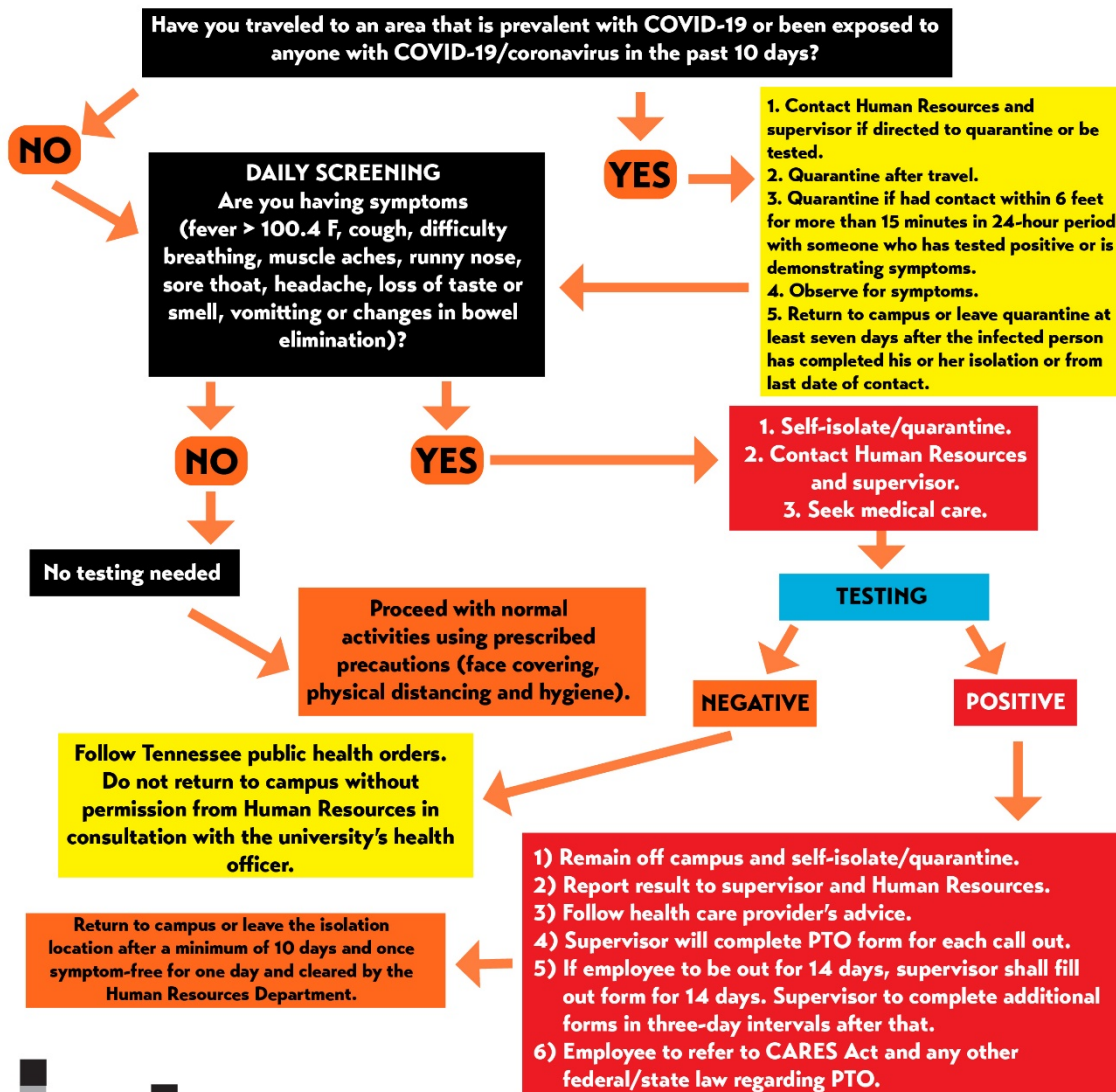 Have you traveled to an area that is prevalent with COVID-19 or been exposed to
anyone with COVID-19/coronavirus in the past 10 days?
NO
YES
1. Contact Human Resources and
supervisor if directed to quarantine or be
tested.
2. Quarantine after travel.
3. Quarantine if had contact within 6 feet
for more than 15 minutes in 24-hour period
with someone who has tested positive or is
demonstrating symptoms.
4. Observe for symptoms.
5. Return to campus or leave quarantine at
least seven days after the infected person
has completed his or her isolation or from
last date of contact.
DAILY SCREENING
Are you having symptoms
(fever > 100.4 F, cough, difficulty
breathing, muscle aches, runny nose,
sore thoat, headache, loss of taste or
smell, vomitting or changes in bowel
elimination)?
NO
YES
1. Self-isolate/quarantine.
2. Contact Human Resources
and supervisor.
3. Seek medical care.
No testing needed
Proceed with normal
activities using prescribed
precautions (face covering,
physical distancing and hygiene).
TESTING
NEGATIVE
POSITIVE
Follow Tennessee public health orders.
Do not return to campus without
permission from Human Resources in
consultation with the university's health
officer.
1) Remain off campus and self-isolate/quarantine.
2) Report result to supervisor and Human Resources.
3) Follow health care provider's advice.
4) Supervisor will complete PTO form for each call out.
5) If employee to be out for 14 days, supervisor shall fill
out form for 14 days. Supervisor to complete additional
forms in three-day intervals after that.
6) Employee to refer to CARES Act and any other
federal/state law regarding PTO.
Return to campus or leave the isolation
location after a minimum of 10 days and once
symptom-free for one day and cleared by the
Human Resources Department.